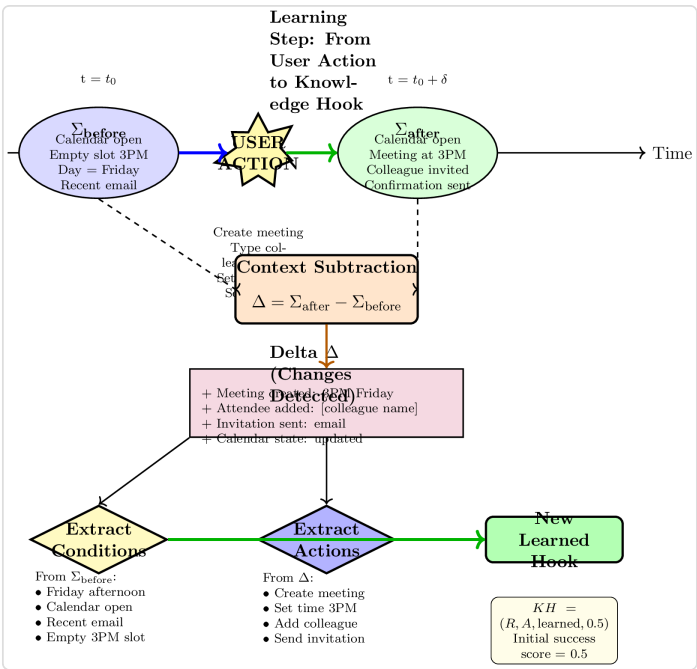 Learning
Step: From
User Action
to Knowl-
edge Hook
t = t₀
t = t₀ + δ
Σbefore
Calendar open
Empty slot 3PM
Day = Friday
Recent email
USER
ACTION
Σafter
Calendar open
Meeting at 3PM
Colleague invited
Confirmation sent
Time
Create meeting
Type col-
Context Subtraction
Δ = Σafter − Σbefore
Delta Δ
(Changes
Detected)
+ Meeting created: 3PM Friday
+ Attendee added: [colleague name]
+ Invitation sent: email
+ Calendar state: updated
Extract
Conditions
Extract
Actions
New
Learned
Hook
From Σbefore:
• Friday afternoon
• Calendar open
• Recent email
• Empty 3PM slot
From Δ:
• Create meeting
• Set time 3PM
• Add colleague
• Send invitation
KH =
(R, A, learned, 0.5)
Initial success
score = 0.5